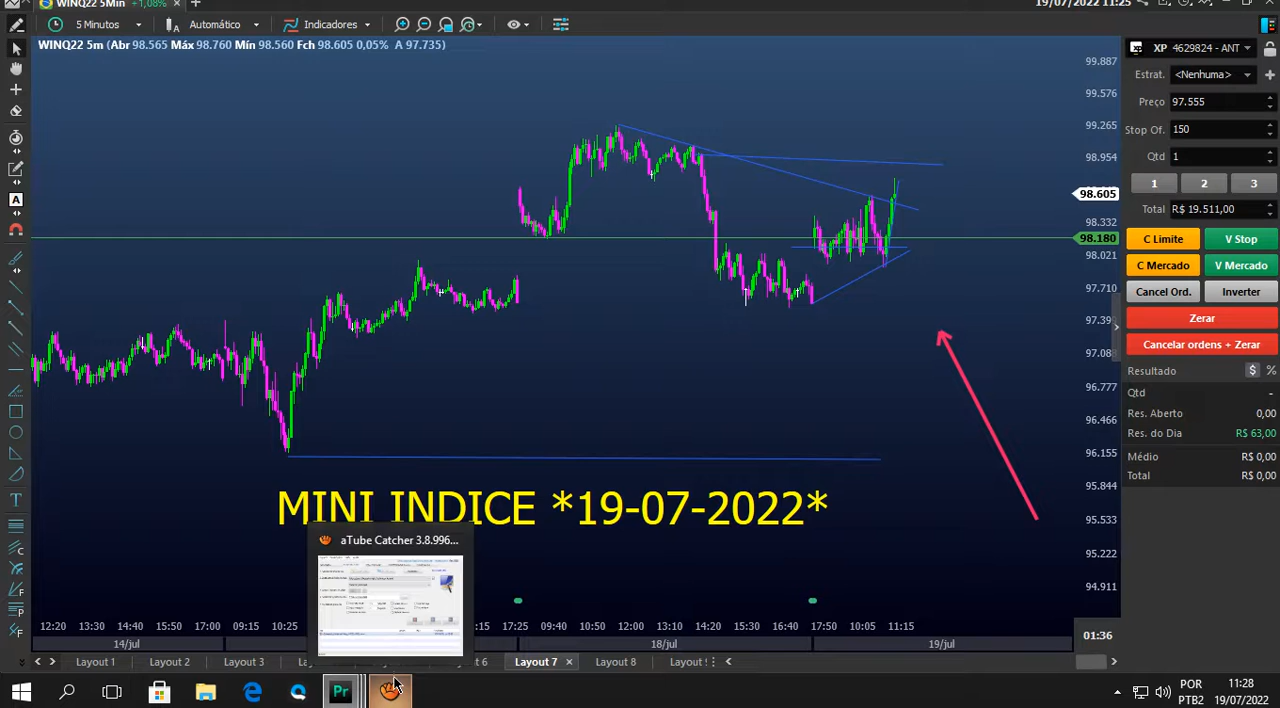 WINQ22 5Min +1,08%
19/07/2022 11:25
5 Minutos
Automático
Indicadores
WINQ22 5m (Abr 98.565 Máx 98.760 Mín 98.560 Fch 98.605 0,05% A 97.735)
99.887
99.576
99.265
98.954
98.605
98.332
98.180
98.021
97.710
97.399
97.088
96.777
96.466
96.155
95.844
95.533
95.222
94.911
XP 4629824 - ANT
Estrat. <Nenhuma>
Preço 97.555
Stop Of. 150
Qtd 1
1 2 3
Total R$ 19.511,00
C Limite V Stop
C Mercado V Mercado
Cancel Ord. Inverter
Zerar
Cancelar ordens + Zerar
Resultado $ %
Qtd -
Res. Aberto 0,00
Res. do Dia R$ 63,00
Médio R$ 0,00
Total R$ 0,00
MINI INDICE *19-07-2022*
aTube Catcher 3.8.996...
12:20 13:30 14:40 15:50 17:00 09:15 10:25 17:25 09:40 10:50 12:00 13:10 14:20 15:30 16:40 17:50 10:05 11:15
14/jul 18/jul 19/jul
01:36
Layout 1 Layout 2 Layout 3 6 Layout 7 Layout 8 Layout 9
Pr
POR
PTB2
11:28
19/07/2022